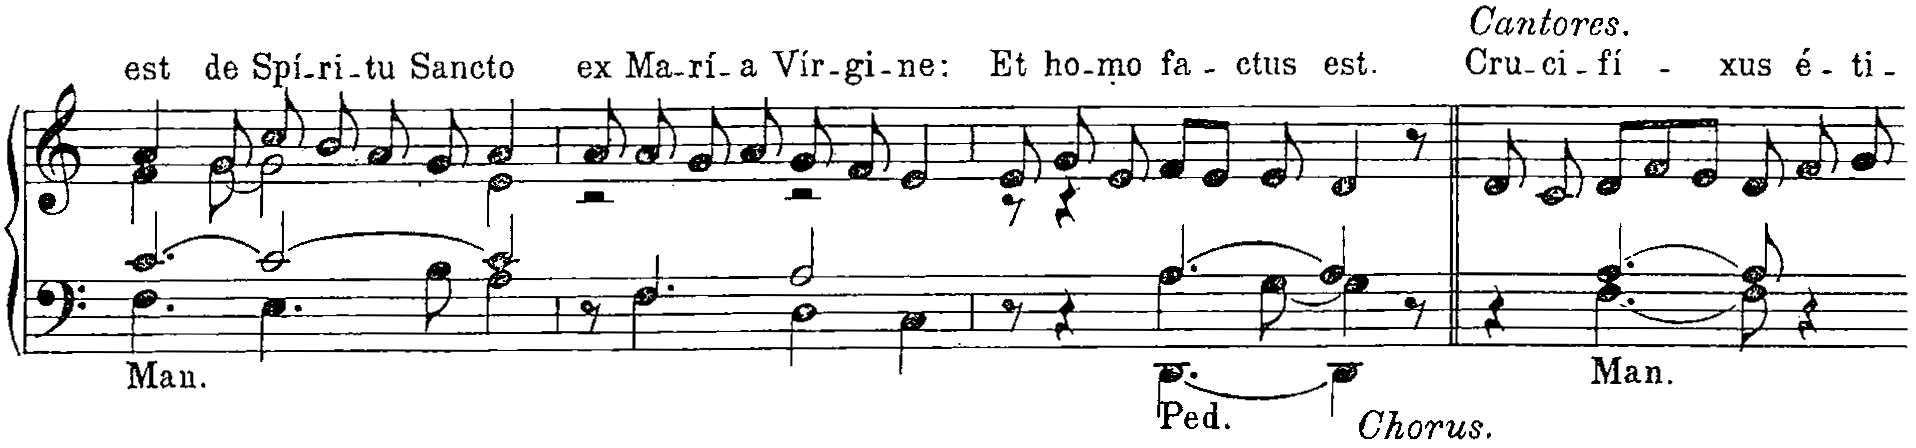 Cantores.
est de Spí-ri-tu Sancto ex Ma-rí-a Vír-gi-ne: Et ho-mo fa - ctus est. Cru-ci-fí - xus é-ti-
Man. Man.
Ped.
Chorus.